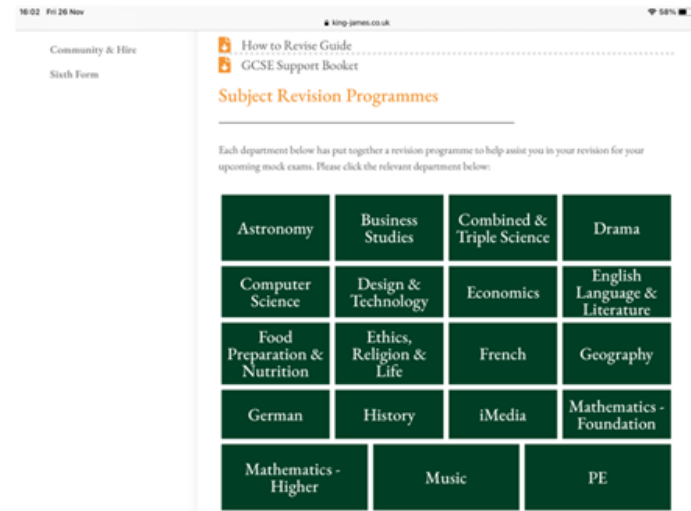 16:02 Fri 26 Nov
king-james.co.uk
58%
Community & Hire
Sixth Form
How to Revise Guide
GCSE Support Booket
Subject Revision Programmes
Each department below has put together a revision programme to help assist you in your revision for your
upcoming mock exams. Please click the relevant department below:
Astronomy
Business
Studies
Combined &
Triple Science
Drama
Computer
Science
Design &
Technology
Economics
English
Language &
Literature
Food
Preparation &
Nutrition
Ethics,
Religion &
Life
French
Geography
German
History
iMedia
Mathematics -
Foundation
Mathematics -
Higher
Music
PE